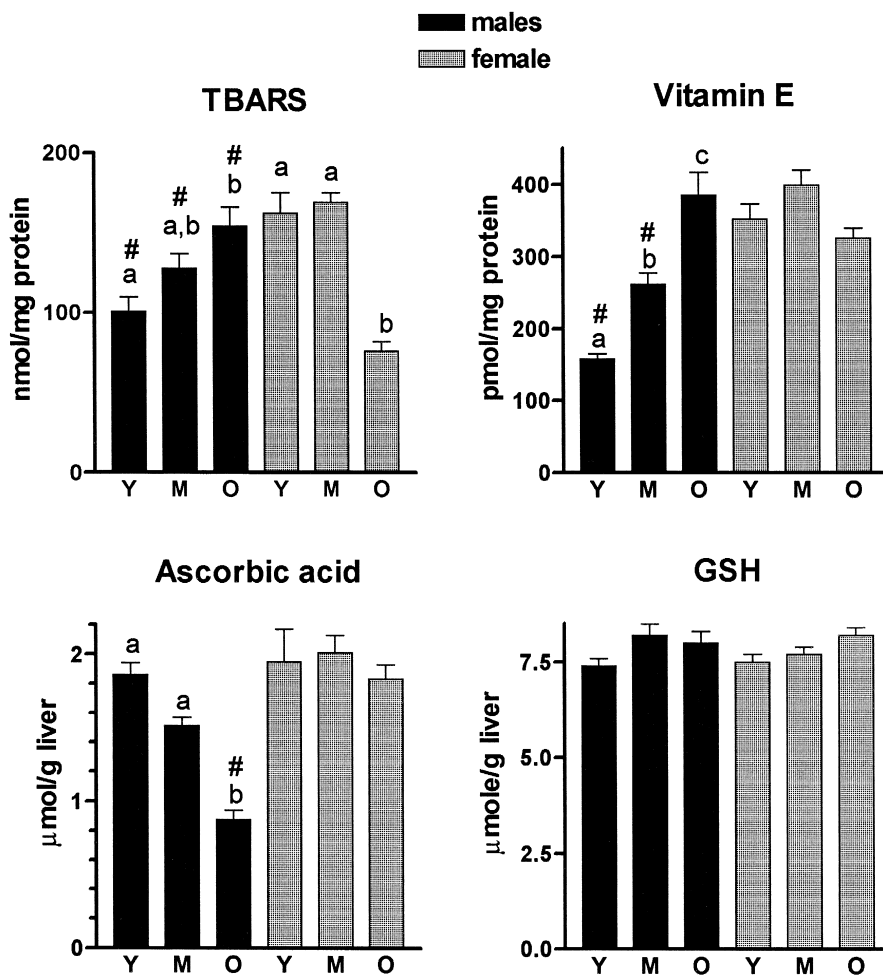 males
female
TBARS
nmol/mg protein
200
100
0
#
a
#
a,b
#
b
a
a
b
Y M O Y M O
Vitamin E
pmol/mg protein
400
300
200
100
0
#
a
#
b
c
Y M O Y M O
Ascorbic acid
μmol/g liver
2
1
0
a
a
#
b
Y M O Y M O
GSH
μmole/g liver
7.5
5.0
2.5
0.0
Y M O Y M O